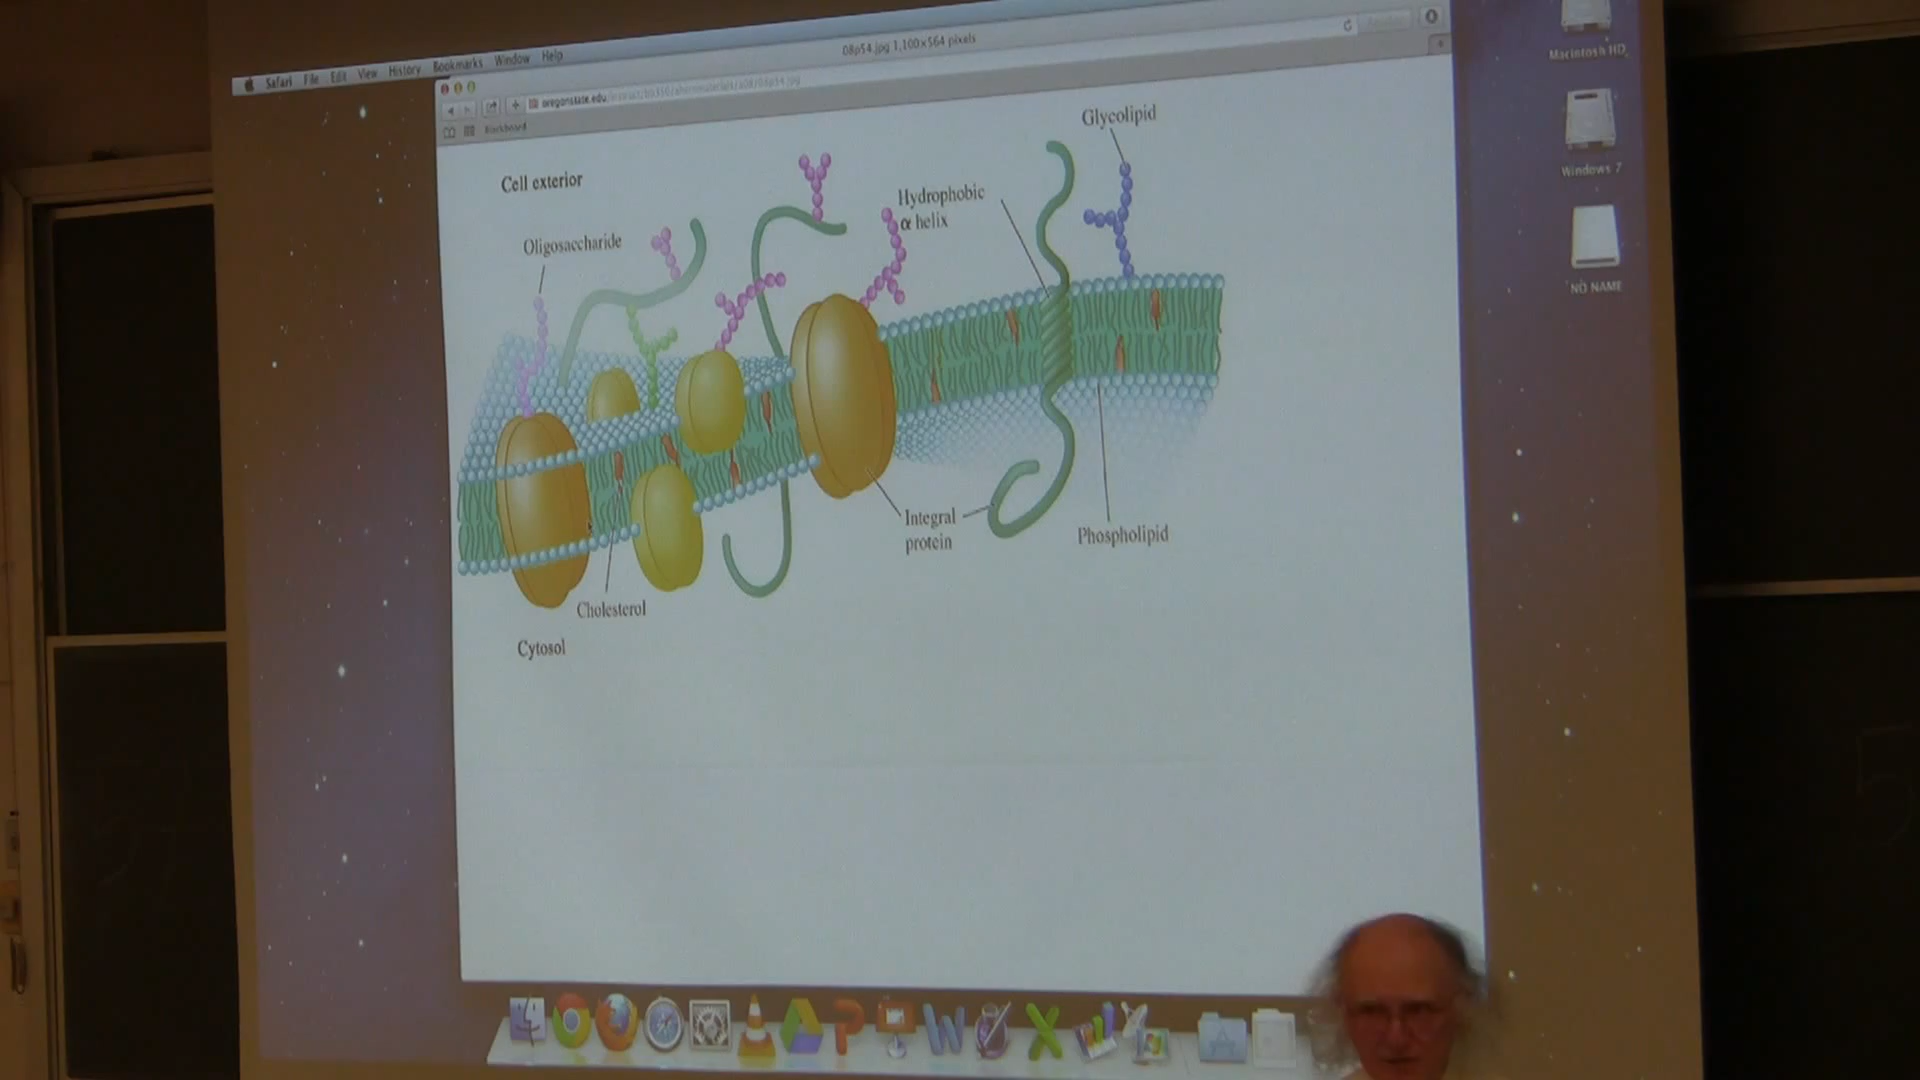 Safari File Edit View History Bookmarks Window Help
08p54.jpg 1,100×564 pixels
oregonstate.edu
Blackboard
Macintosh HD
Windows 7
NO NAME
Glycolipid
Cell exterior
Hydrophobic
α helix
Oligosaccharide
Integral
protein
Phospholipid
Cholesterol
Cytosol